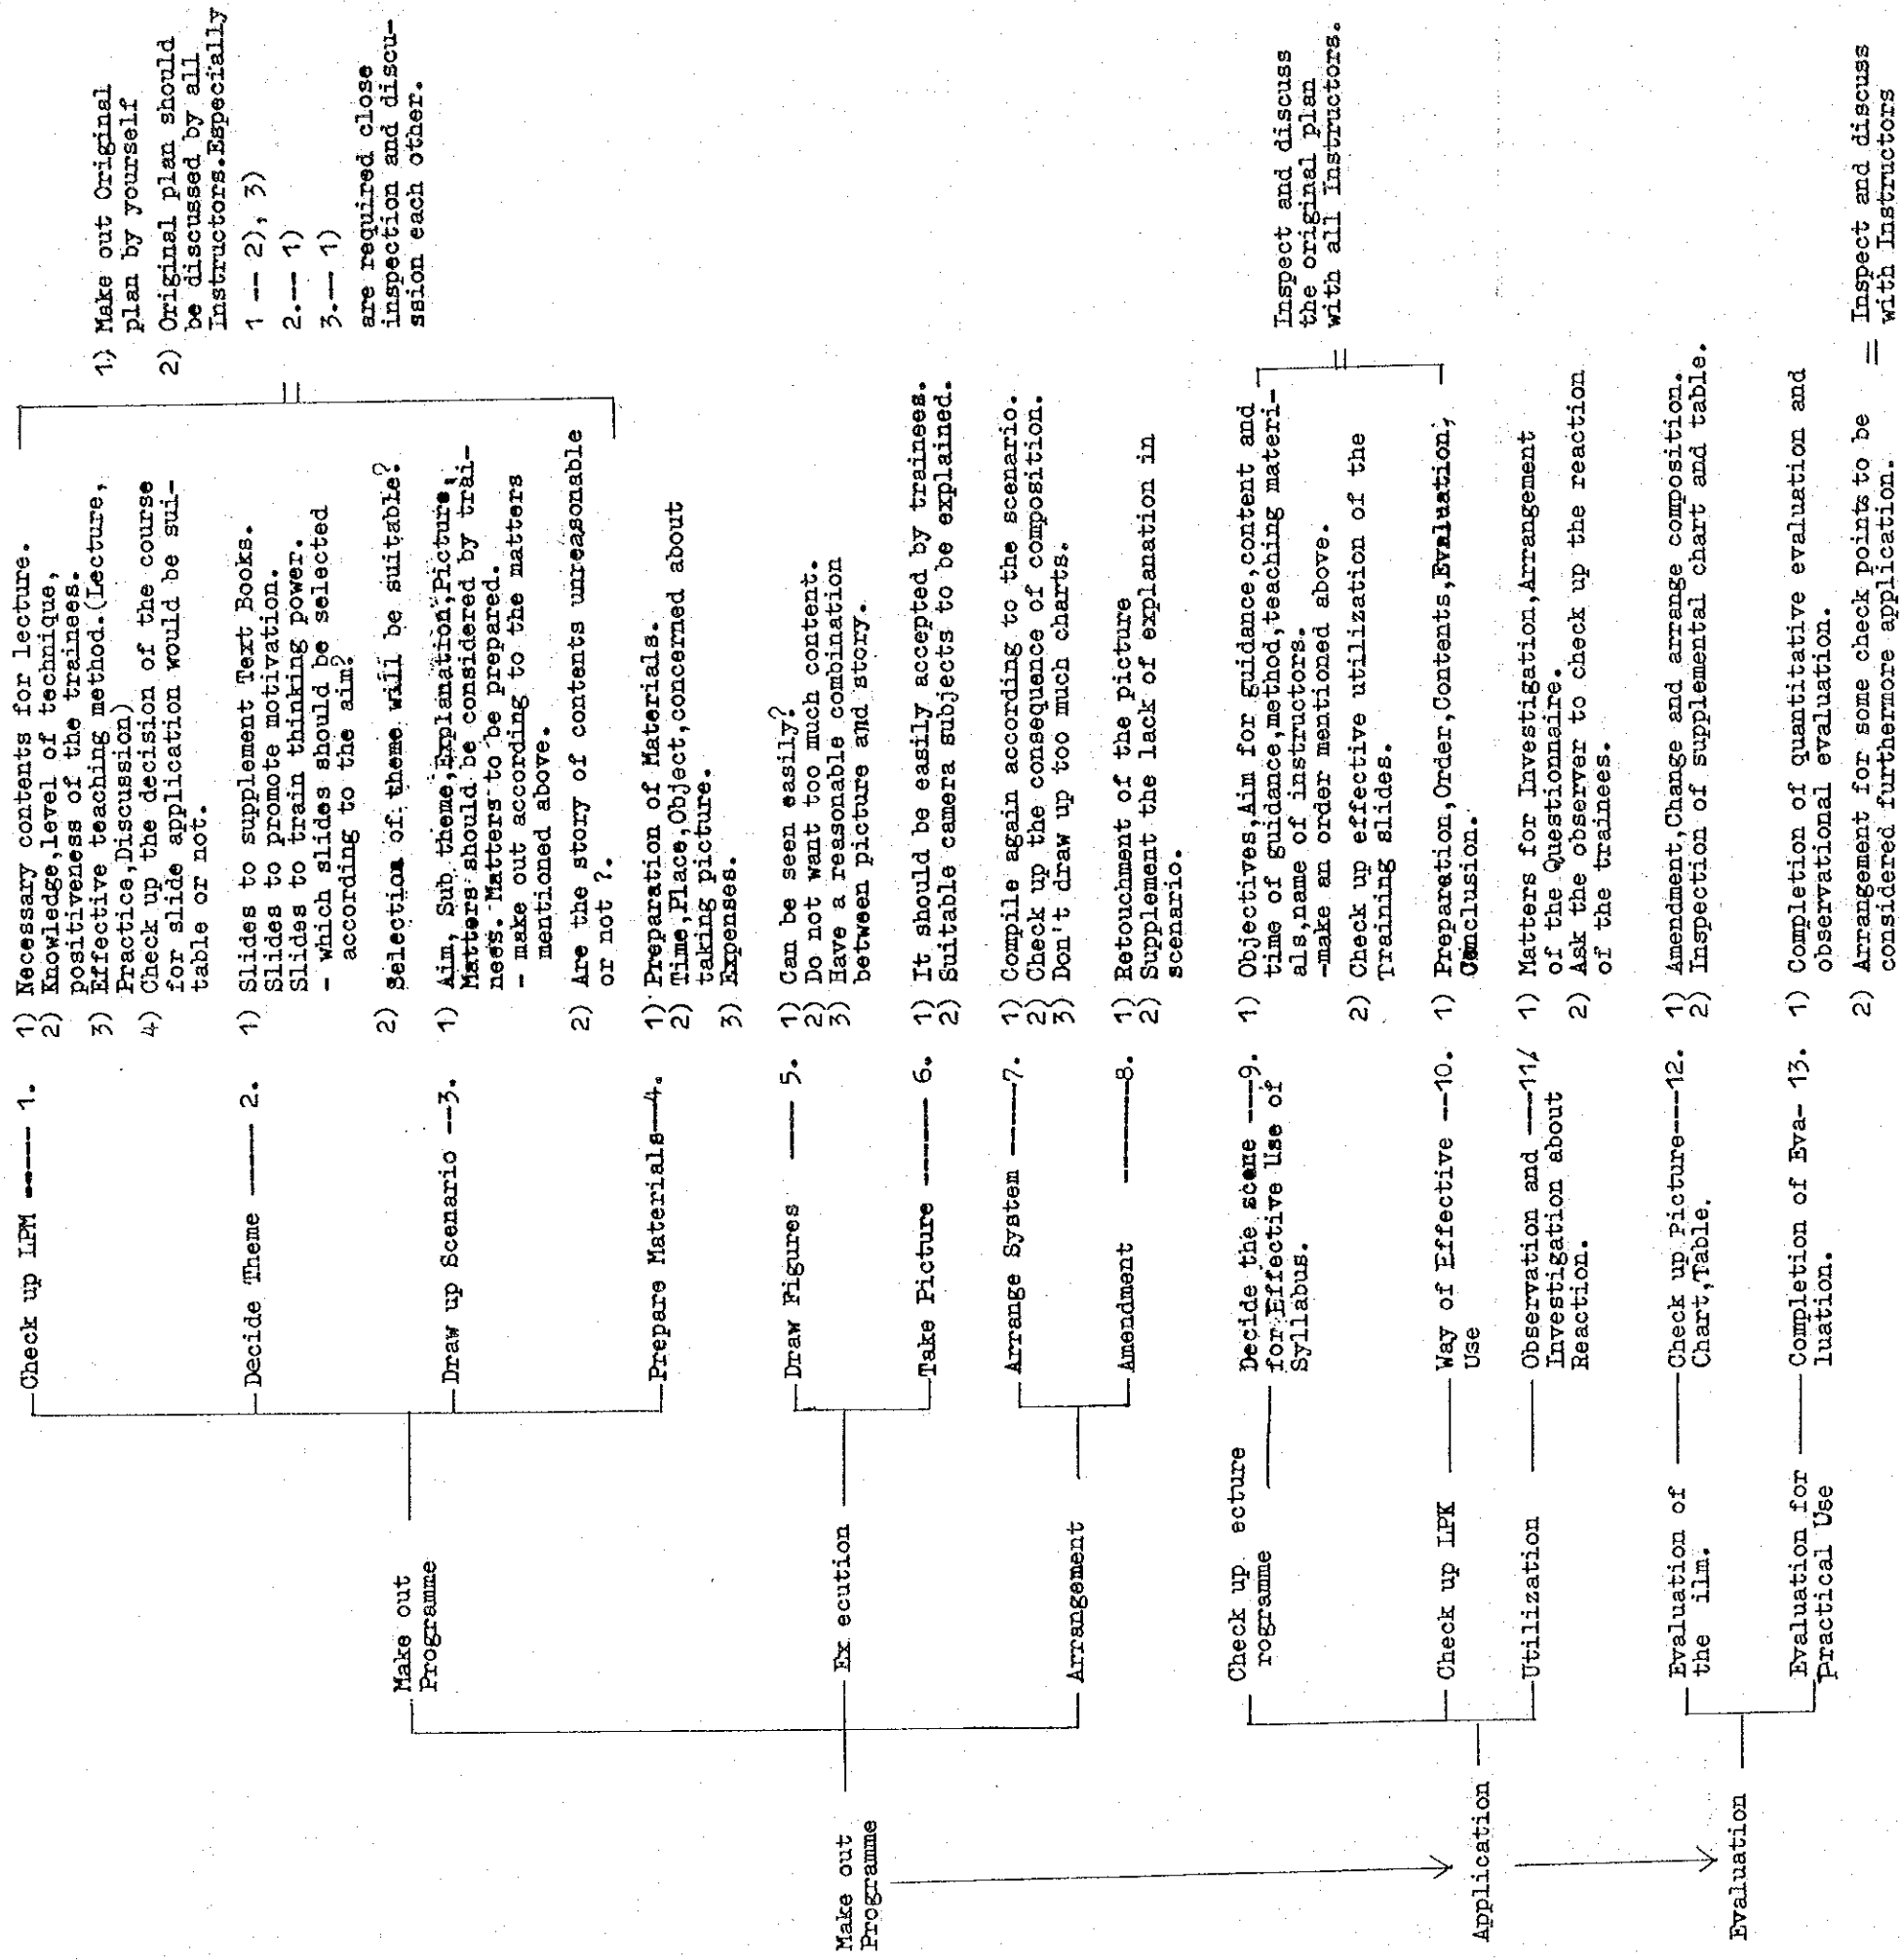 Make out
Programme
Application
Evaluation
Make out
Programme
Ex ecution
Arrangement
Check up ecture
rogramme
Check up LPK
Utilization
Evaluation of
the ilm.
Evaluation for
Practical Use
Check up LPM ----- 1.
1) Necessary contents for lecture.
2) Knowledge,level of technique,
positiveness of the trainees.
3) Effective teaching method.(Lecture,
Practice,Discussion)
4) Check up the decision of the course
for slide application would be sui-
table or not.
Decide Theme ----- 2.
1) Slides to supplement Text Books.
Slides to promote motivation.
Slides to train thinking power.
- which slides should be selected
according to the aim?
2) Selection of theme will be suitable?
Draw up Scenario --3.
1) Aim, Sub theme,Explanation,Picture,
Matters should be considered by trai-
nees. Matters to be prepared.
- make out according to the matters
mentioned above.
2) Are the story of contents unreasonable
or not ?.
1) Make out Original
plan by yourself
2) Original plan should
be discussed by all
Instructors.Especially
1 -- 2), 3)
2.-- 1)
3.-- 1)
are required close
inspection and discu-
ssion each other.
Prepare Materials--4.
1) Preparation of Materials.
2) Time,Place,Object,concerned about
taking picture.
3) Expenses.
Draw Figures ---- 5.
1) Can be seen easily?
2) Do not want too much content.
3) Have a reasonable combination
between picture and story.
Take Picture ------ 6.
1) It should be easily accepted by trainees.
2) Suitable camera subjects to be explained.
Arrange System -----7.
1) Compile again according to the scenario.
2) Check up the consequence of composition.
3) Don't draw up too much charts.
Amendment -------8.
1) Retouchment of the picture
2) Supplement the lack of explanation in
scenario.
Decide the scene ---9.
for Effective Use of
Syllabus.
1) Objectives,Aim for guidance,content and
time of guidance,method,teaching materi-
als,name of instructors.
-make an order mentioned above.
2) Check up effective utilization of the
Training slides.
Way of Effective --10.
Use
1) Preparation,Order,Contents,Evaluation,
Conclusion.
Inspect and discuss
the original plan
with all Instructors.
Observation and ---11/
Investigation about
Reaction.
1) Matters for Investigation,Arrangement
of the Questionnaire.
2) Ask the observer to check up the reaction
of the trainees.
Check up Picture---12.
Chart,Table.
1) Amendment,Change and arrange composition.
2) Inspection of supplemental chart and table.
Completion of Eva- 13.
luation.
1) Completion of quantitative evaluation and
observational evaluation.
2) Arrangement for some check points to be
considered furthermore application.
= Inspect and discuss
with Instructors